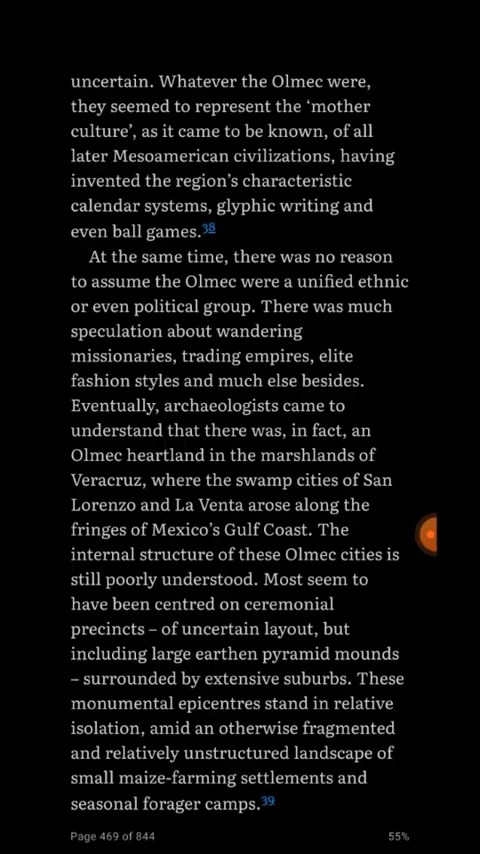 uncertain. Whatever the Olmec were,
they seemed to represent the ‘mother
culture’, as it came to be known, of all
later Mesoamerican civilizations, having
invented the region’s characteristic
calendar systems, glyphic writing and
even ball games.38
At the same time, there was no reason
to assume the Olmec were a unified ethnic
or even political group. There was much
speculation about wandering
missionaries, trading empires, elite
fashion styles and much else besides.
Eventually, archaeologists came to
understand that there was, in fact, an
Olmec heartland in the marshlands of
Veracruz, where the swamp cities of San
Lorenzo and La Venta arose along the
fringes of Mexico’s Gulf Coast. The
internal structure of these Olmec cities is
still poorly understood. Most seem to
have been centred on ceremonial
precincts – of uncertain layout, but
including large earthen pyramid mounds
– surrounded by extensive suburbs. These
monumental epicentres stand in relative
isolation, amid an otherwise fragmented
and relatively unstructured landscape of
small maize-farming settlements and
seasonal forager camps.39
Page 469 of 844 55%